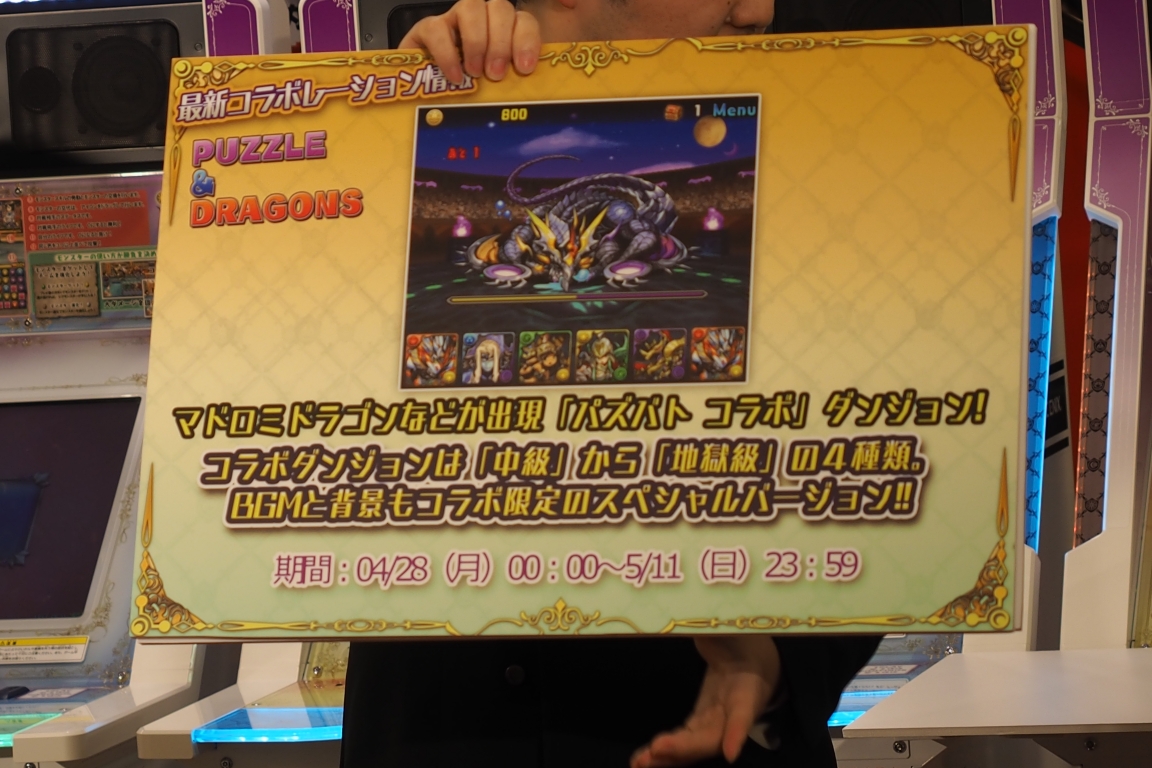 最新コラボレーション情報
PUZZLE
&
DRAGONS
800
1 Menu
あと 1
マドロミドラゴンなどが出現「パズバト コラボ」ダンジョン!
コラボダンジョンは「中級」から「地獄級」の4種類。
BGMと背景もコラボ限定のスペシャルバージョン!!
期間：04/28（月）00：00～5/11（日）23：59